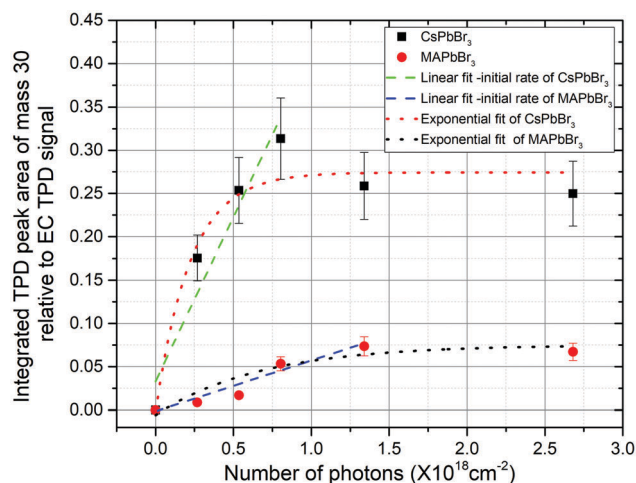 0.45
0.40
0.35
0.30
0.25
0.20
0.15
0.10
0.05
0.00
Integrated TPD peak area of mass 30
relative to EC TPD signal
CsPbBr3
MAPbBr3
Linear fit -initial rate of CsPbBr3
Linear fit -initial rate of MAPbBr3
Exponential fit of CsPbBr3
Exponential fit of MAPbBr3
0.0 0.5 1.0 1.5 2.0 2.5 3.0
Number of photons (X10^18cm^-2)